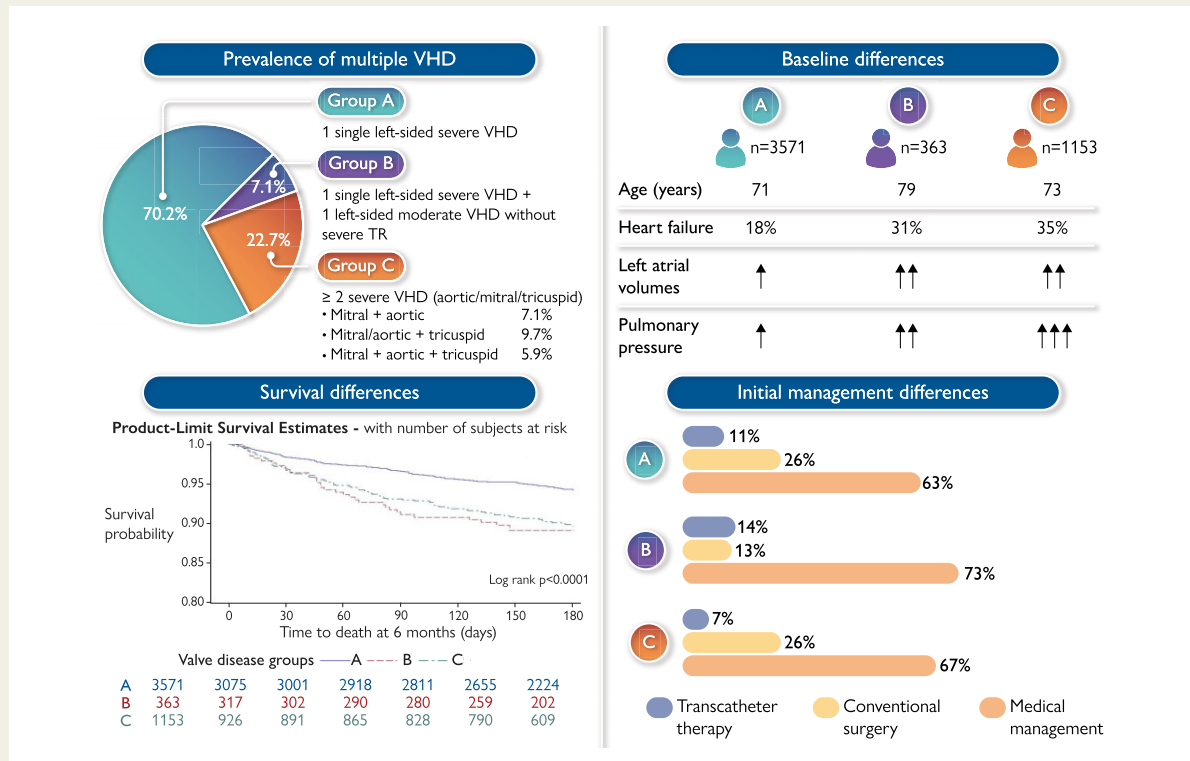 Prevalence of multiple VHD
Group A
1 single left-sided severe VHD
Group B
1 single left-sided severe VHD +
1 left-sided moderate VHD without
severe TR
Group C
≥ 2 severe VHD (aortic/mitral/tricuspid)
• Mitral + aortic 7.1%
• Mitral/aortic + tricuspid 9.7%
• Mitral + aortic + tricuspid 5.9%
70.2%
7.1%
22.7%
Baseline differences
A B C
n=3571 n=363 n=1153
Age (years) 71 79 73
Heart failure 18% 31% 35%
Left atrial
volumes ↑ ↑↑ ↑↑
Pulmonary
pressure ↑ ↑↑ ↑↑↑
Survival differences
Product-Limit Survival Estimates - with number of subjects at risk
Survival
probability
1.0
0.95
0.90
0.85
0.80
Log rank p<0.0001
0 30 60 90 120 150 180
Time to death at 6 months (days)
Valve disease groups A B C
A 3571 3075 3001 2918 2811 2655 2224
B 363 317 302 290 280 259 202
C 1153 926 891 865 828 790 609
Initial management differences
A
11%
26%
63%
B
14%
13%
73%
C
7%
26%
67%
Transcatheter
therapy
Conventional
surgery
Medical
management